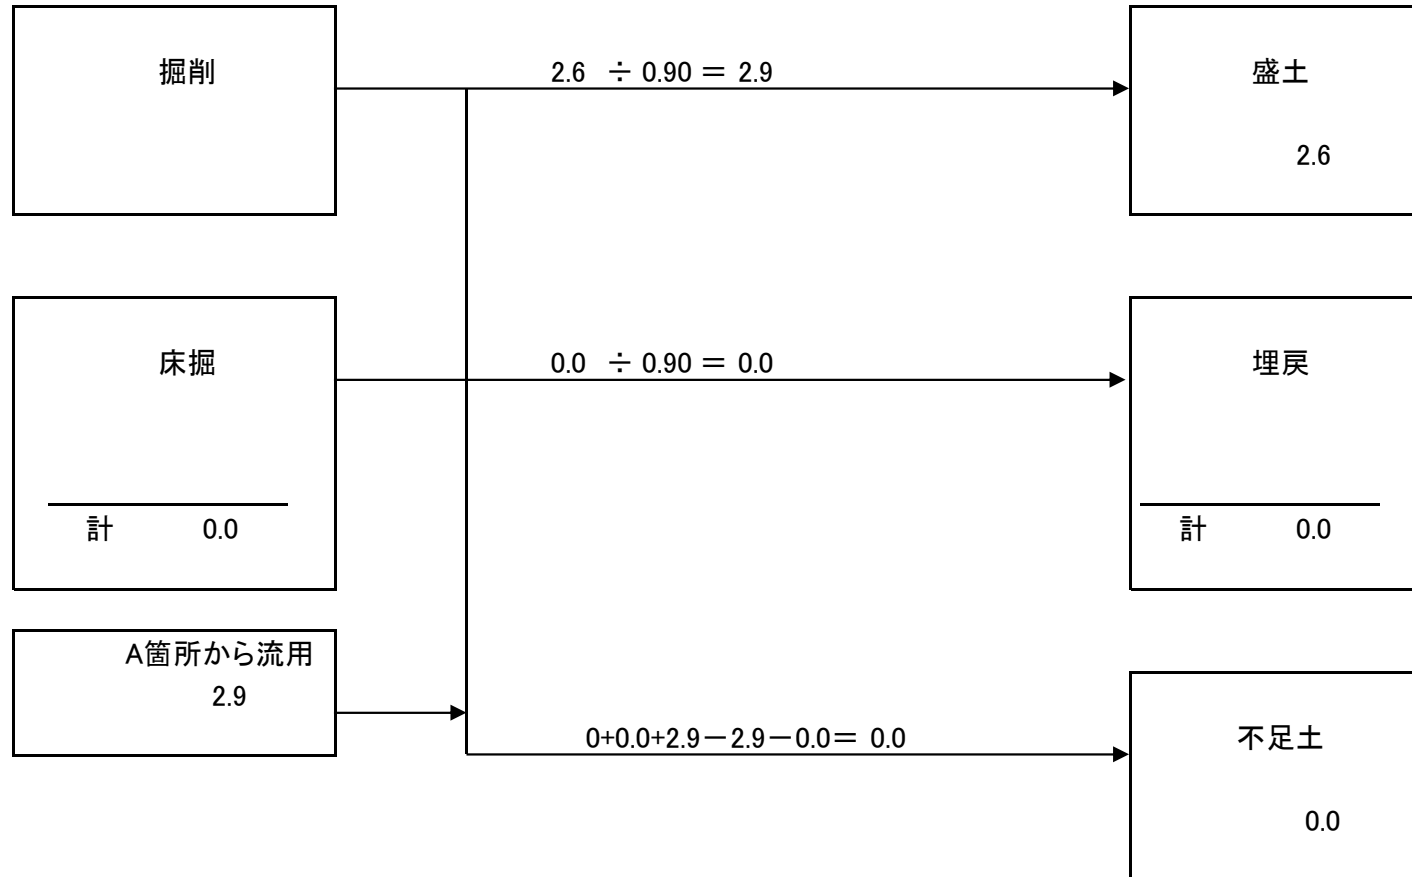 掘削
2.6 ÷ 0.90 = 2.9
盛土
2.6
床掘
0.0 ÷ 0.90 = 0.0
埋戻
計 0.0
計 0.0
A箇所から流用
2.9
0+0.0+2.9-2.9-0.0= 0.0
不足土
0.0